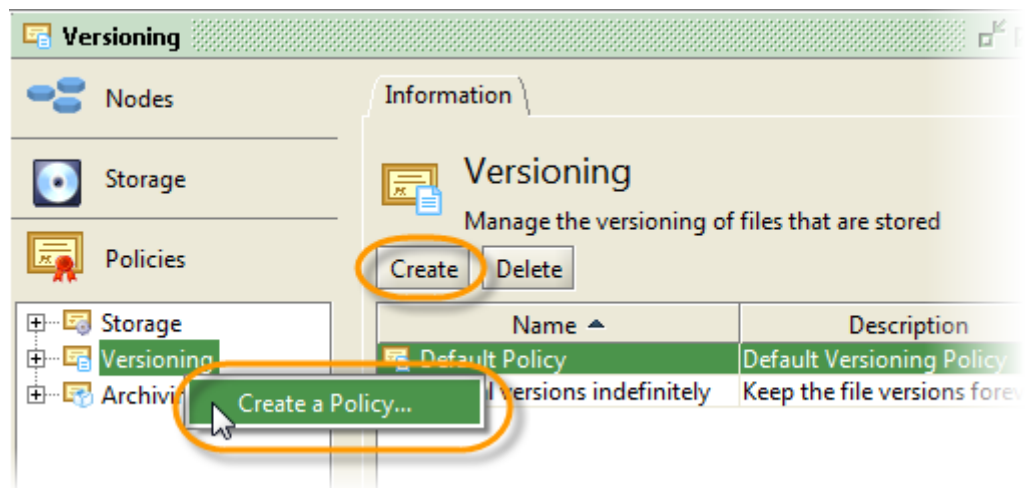 Versioning
Nodes
Storage
Policies
Storage
Versioning
Create a Policy...
Information
Versioning
Manage the versioning of files that are stored
Create Delete
Name Description
Default Policy Default Versioning Policy
versions indefinitely Keep the file versions